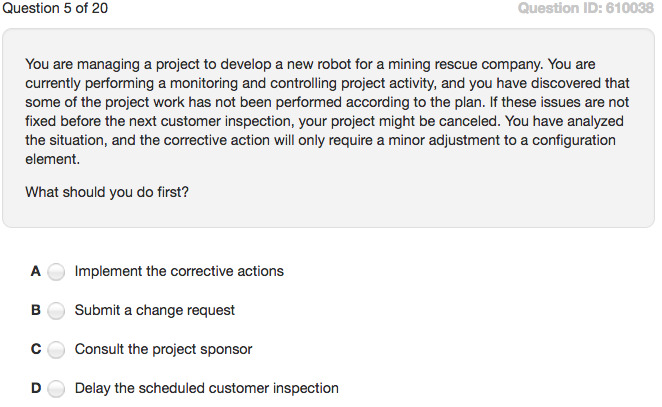 Question 5 of 20
Question ID: 610038
You are managing a project to develop a new robot for a mining rescue company. You are
currently performing a monitoring and controlling project activity, and you have discovered that
some of the project work has not been performed according to the plan. If these issues are not
fixed before the next customer inspection, your project might be canceled. You have analyzed
the situation, and the corrective action will only require a minor adjustment to a configuration
element.
What should you do first?
A Implement the corrective actions
B Submit a change request
C Consult the project sponsor
D Delay the scheduled customer inspection